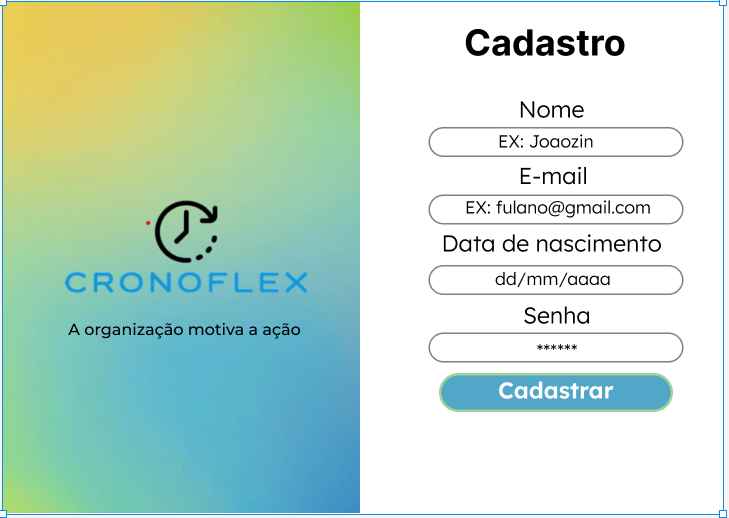 CRONOFLEX
A organização motiva a ação
Cadastro
Nome
EX: Joaozin
E-mail
EX: fulano@gmail.com
Data de nascimento
dd/mm/aaaa
Senha
******
Cadastrar